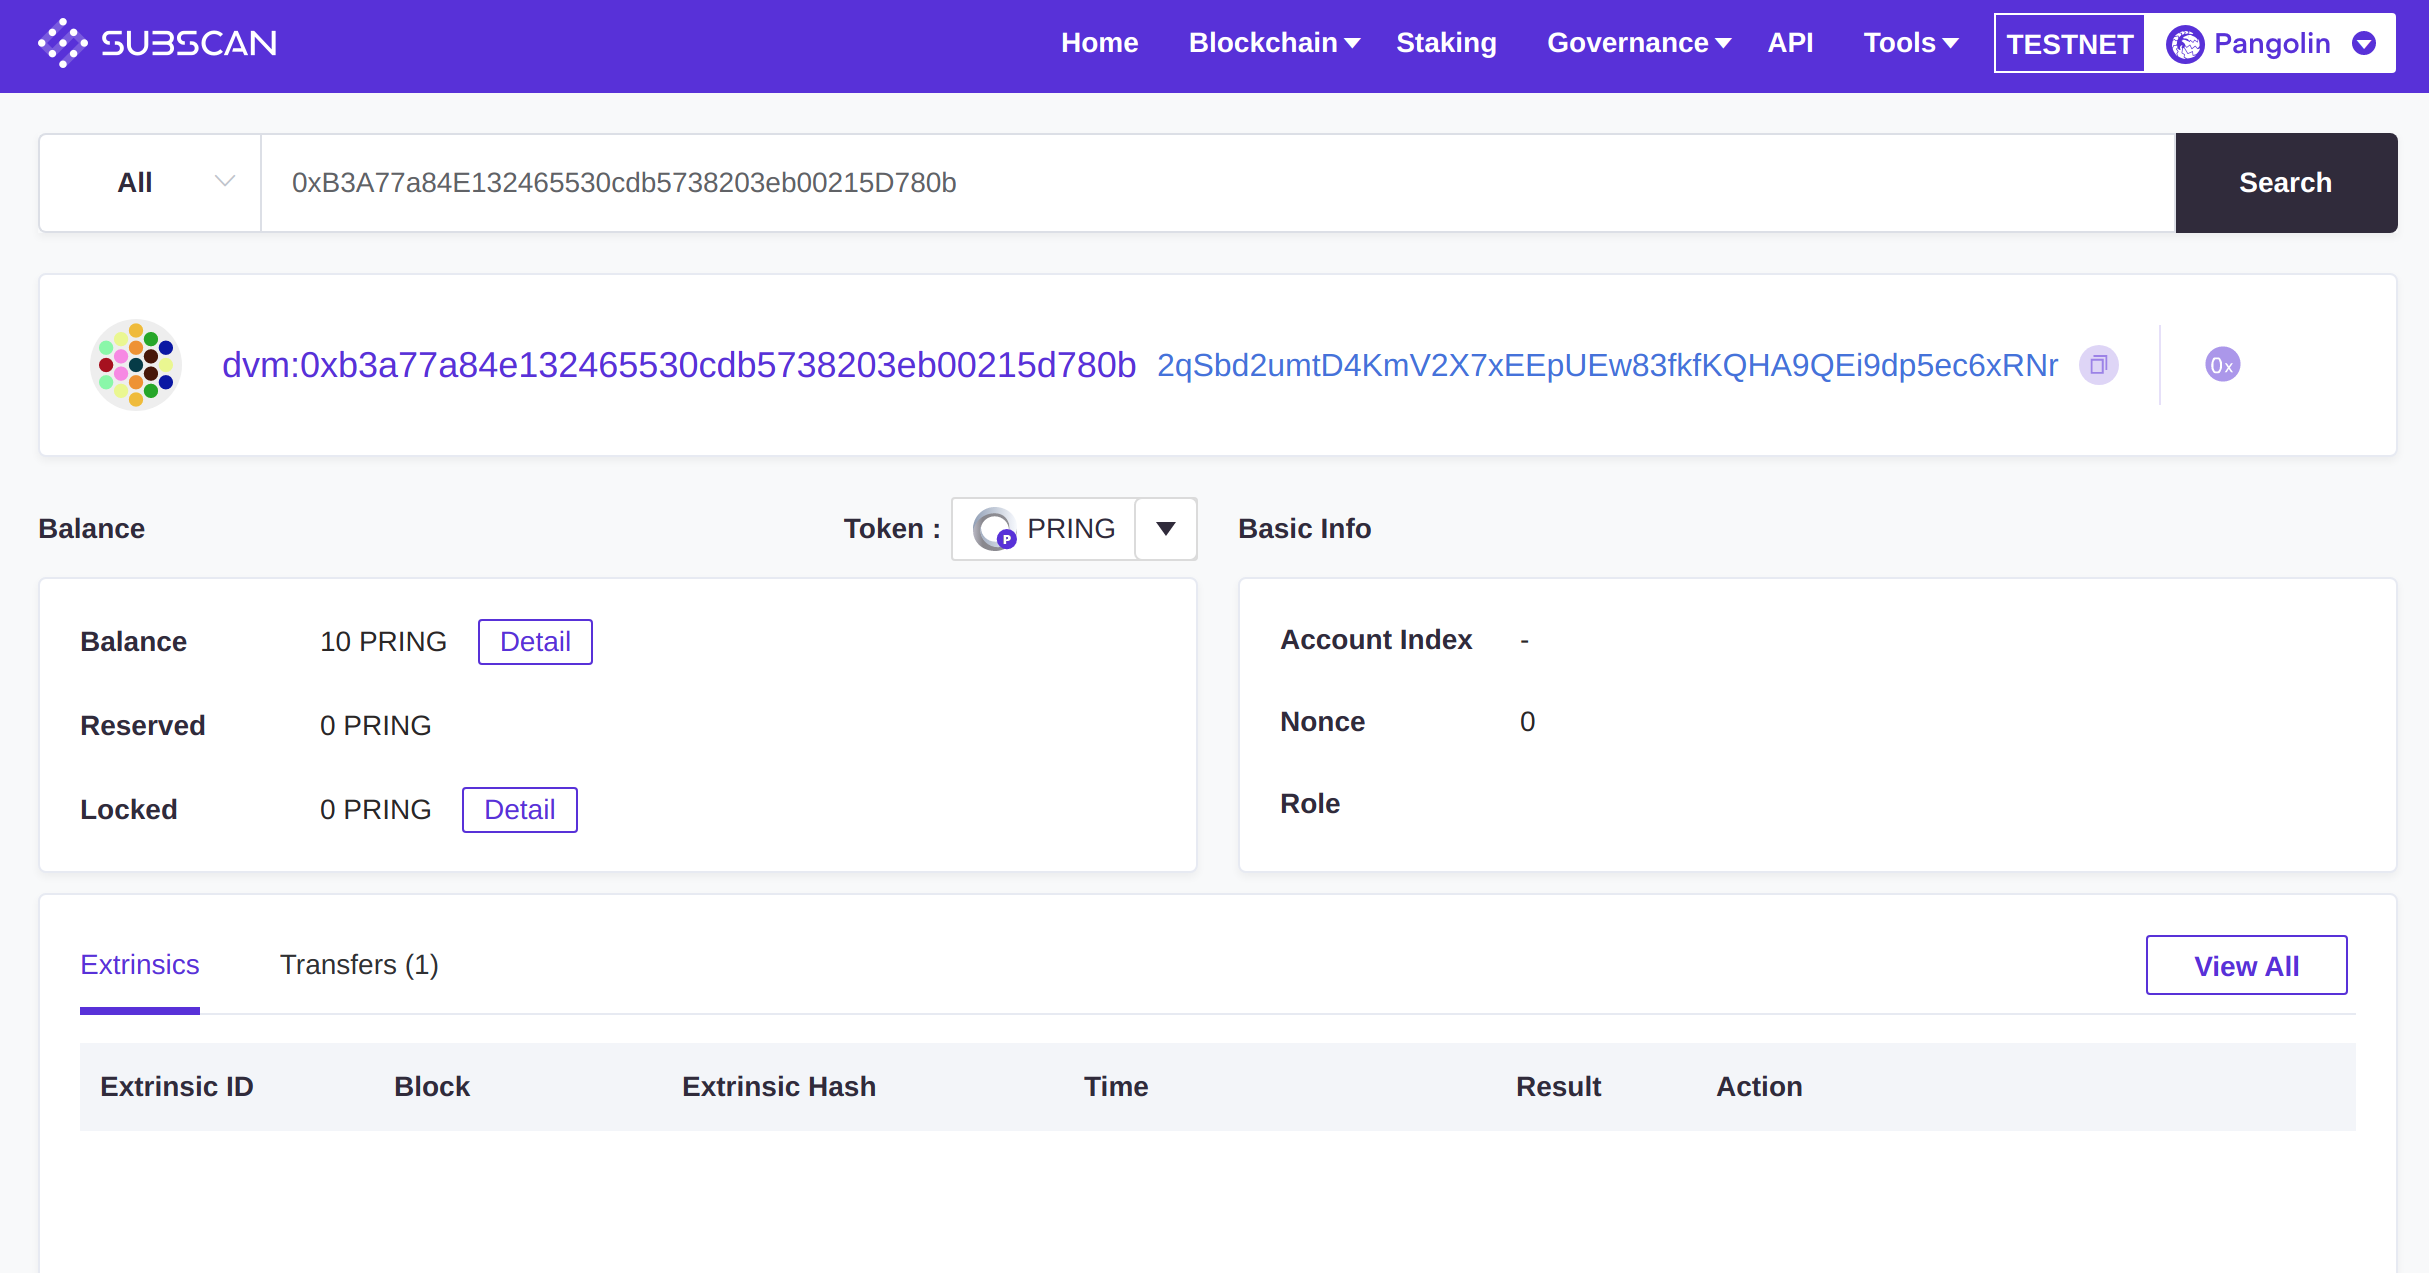 SUBSCAN Home Blockchain Staking Governance API Tools TESTNET Pangolin
All 0xB3A77a84E132465530cdb5738203eb00215D780b Search
dvm:0xb3a77a84e132465530cdb5738203eb00215d780b 2qSbd2umtD4KmV2X7xEEpUEw83fkfKQHA9QEi9dp5ec6xRNr 0x
Balance Token : P PRING Basic Info
Balance 10 PRING Detail
Reserved 0 PRING
Locked 0 PRING Detail
Account Index -
Nonce 0
Role
Extrinsics Transfers (1) View All
Extrinsic ID Block Extrinsic Hash Time Result Action